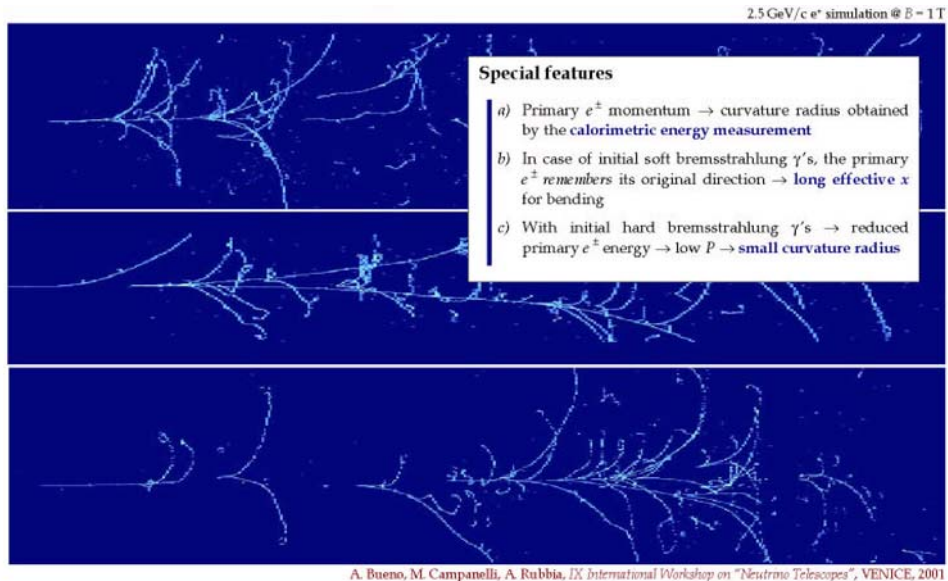 2.5 GeV/c e⁺ simulation @ B = 1 T
Special features
a) Primary e± momentum → curvature radius obtained
by the calorimetric energy measurement
b) In case of initial soft bremsstrahlung γ's, the primary
e± remembers its original direction → long effective x
for bending
c) With initial hard bremsstrahlung γ's → reduced
primary e± energy → low P → small curvature radius
A. Bueno, M. Campanelli, A. Rubbia, IX International Workshop on "Neutrino Telescopes", VENICE, 2001